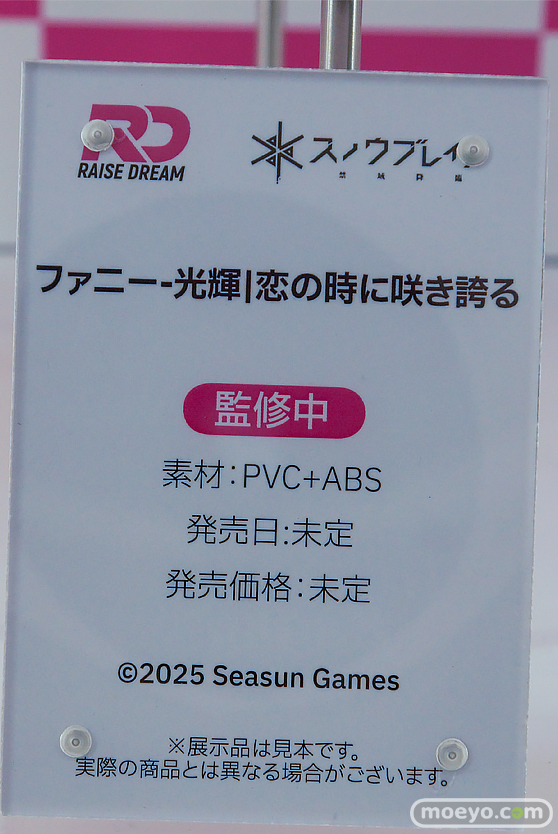 RD
RAISE DREAM
スノウブレイク
禁域降臨
ファニー-光輝|恋の時に咲き誇る
監修中
素材:PVC+ABS
発売日:未定
発売価格:未定
©2025 Seasun Games
※展示品は見本です。
実際の商品とは異なる場合がございます。
moeyo.com